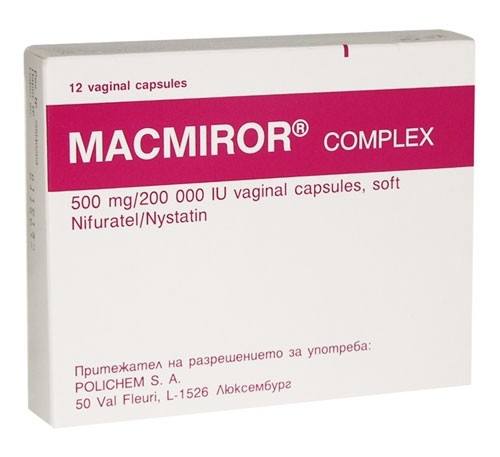 12 vaginal capsules
MACMIROR® COMPLEX
500 mg/200 000 IU vaginal capsules, soft
Nifuratel/Nystatin
Притежател на разрешението за употреба:
POLICHEM S. A.
50 Val Fleuri, L-1526 Люксембург